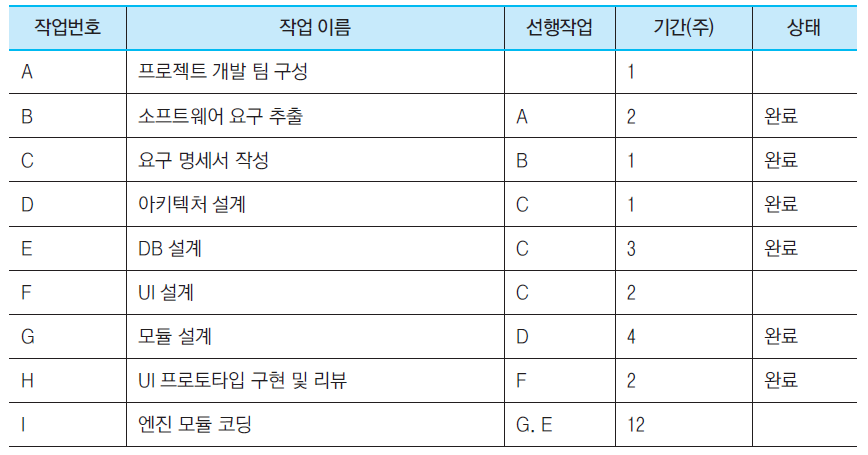 작업번호 작업 이름 선행작업 기간(주) 상태
A 프로젝트 개발 팀 구성 1
B 소프트웨어 요구 추출 A 2 완료
C 요구 명세서 작성 B 1 완료
D 아키텍처 설계 C 1 완료
E DB 설계 C 3 완료
F UI 설계 C 2
G 모듈 설계 D 4 완료
H UI 프로토타입 구현 및 리뷰 F 2 완료
I 엔진 모듈 코딩 G. E 12